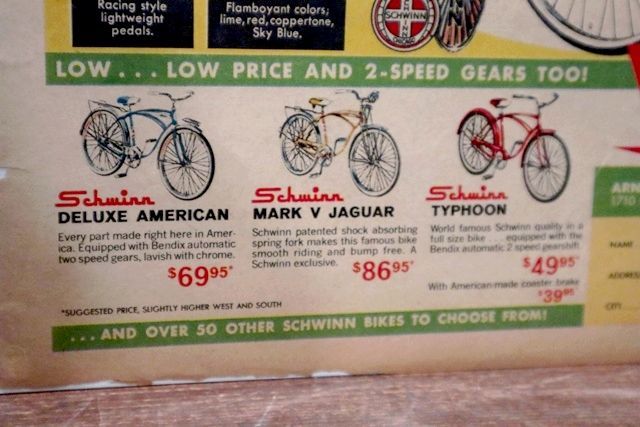 Racing style
lightweight
pedals.
Flamboyant colors;
lime, red, coppertone,
Sky Blue.
SCHWINN
CHICAGO
LOW... LOW PRICE AND 2-SPEED GEARS TOO!
Schwinn
DELUXE AMERICAN
Every part made right here in Amer-
ica. Equipped with Bendix automatic
two speed gears, lavish with chrome.
$69.95*
Schwinn
MARK V JAGUAR
Schwinn patented shock absorbing
spring fork makes this famous bike
smooth riding and bump free. A
Schwinn exclusive.
$86.95*
Schwinn
TYPHOON
World famous Schwinn quality in a
full size bike . . . equipped with the
Bendix automatic 2 speed gearshift.
$49.95*
With American-made coaster brake
$39.95
*SUGGESTED PRICE, SLIGHTLY HIGHER WEST AND SOUTH
...AND OVER 50 OTHER SCHWINN BIKES TO CHOOSE FROM!
1710
NAME
ADDRESS
CITY